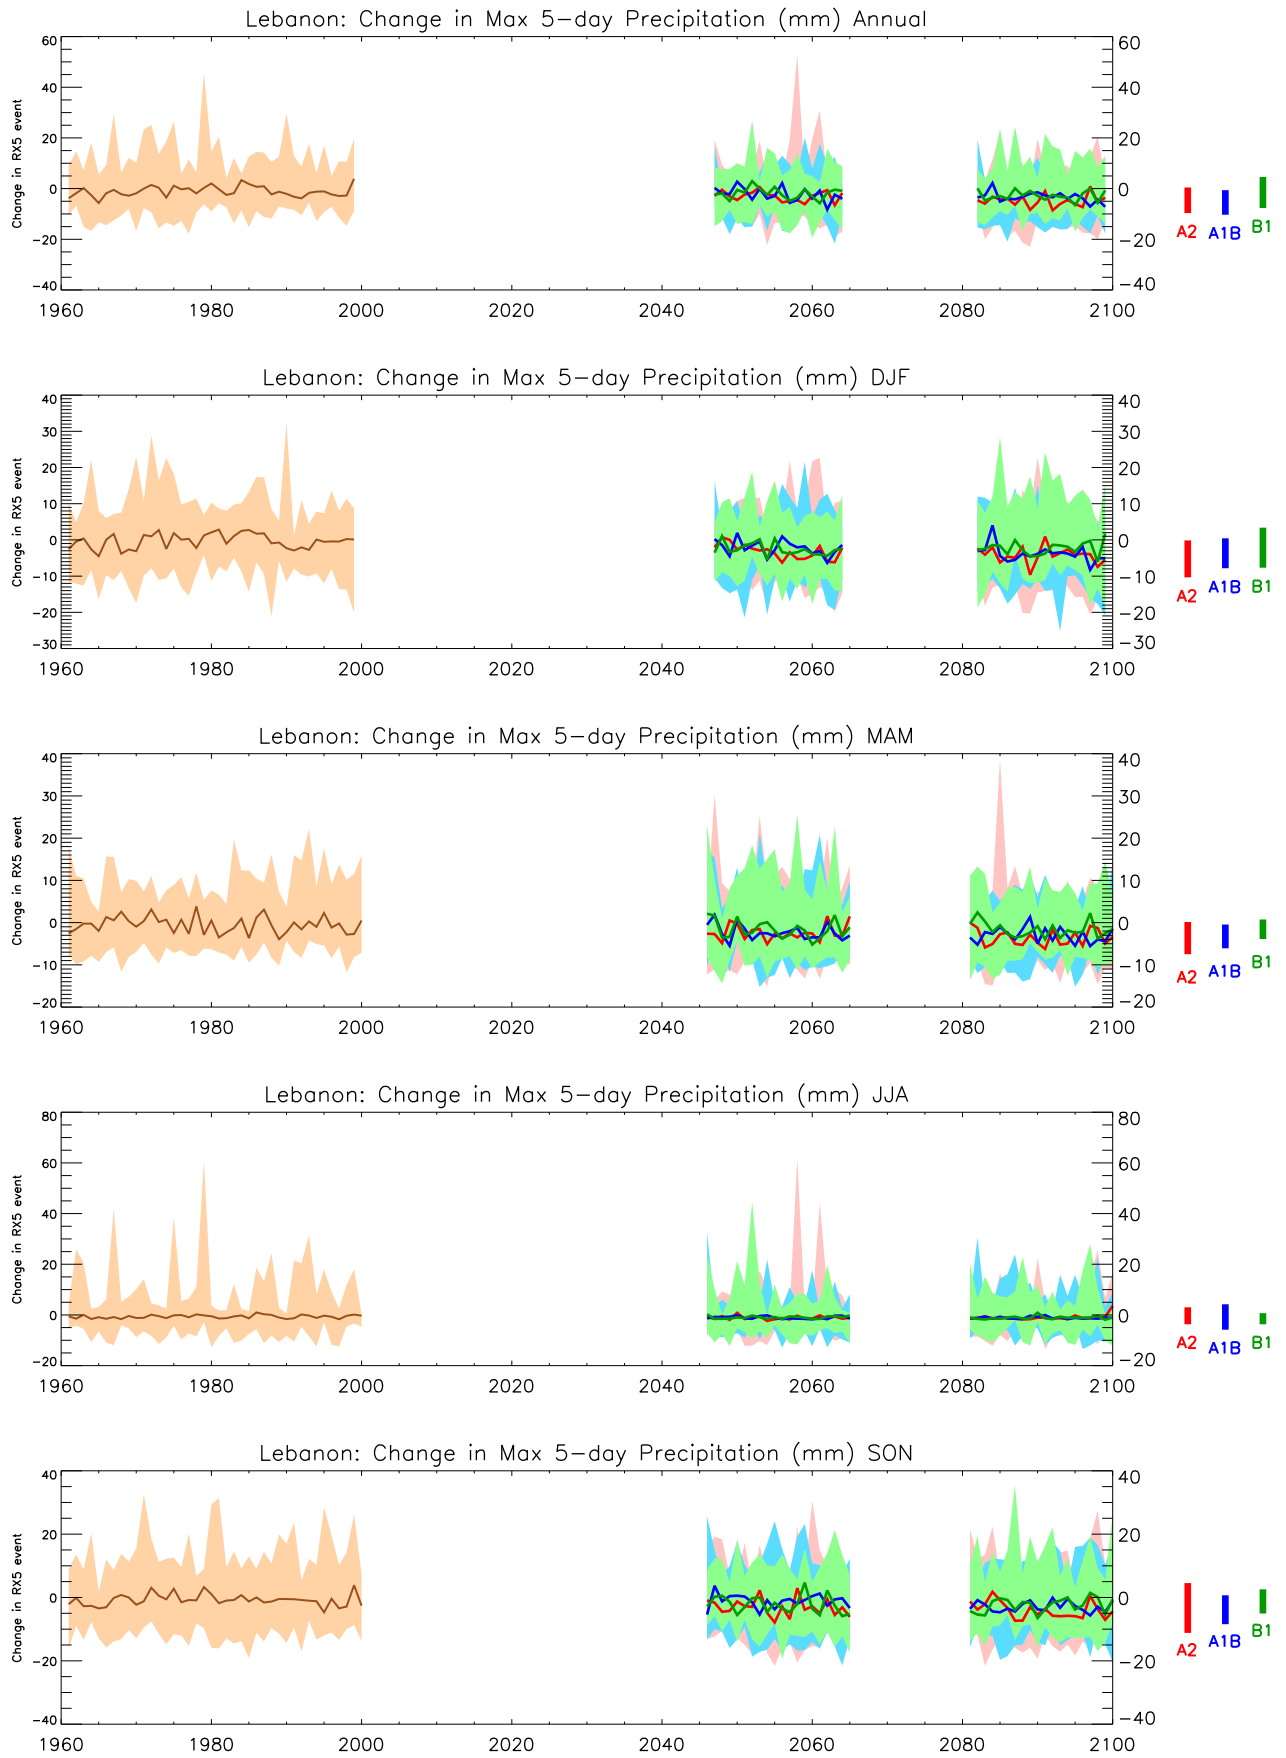 Lebanon: Change in Max 5-day Precipitation (mm) Annual
60 60
40 40
20 20
0 0
-20 -20
-40 -40
Change in RX5 event
A2 A1B B1
1960 1980 2000 2020 2040 2060 2080 2100
Lebanon: Change in Max 5-day Precipitation (mm) DJF
40 40
30 30
20 20
10 10
0 0
-10 -10
-20 -20
-30 -30
Change in RX5 event
A2 A1B B1
1960 1980 2000 2020 2040 2060 2080 2100
Lebanon: Change in Max 5-day Precipitation (mm) MAM
40 40
30 30
20 20
10 10
0 0
-10 -10
-20 -20
Change in RX5 event
A2 A1B B1
1960 1980 2000 2020 2040 2060 2080 2100
Lebanon: Change in Max 5-day Precipitation (mm) JJA
80 80
60 60
40 40
20 20
0 0
-20 -20
Change in RX5 event
A2 A1B B1
1960 1980 2000 2020 2040 2060 2080 2100
Lebanon: Change in Max 5-day Precipitation (mm) SON
40 40
20 20
0 0
-20 -20
-40 -40
Change in RX5 event
A2 A1B B1
1960 1980 2000 2020 2040 2060 2080 2100